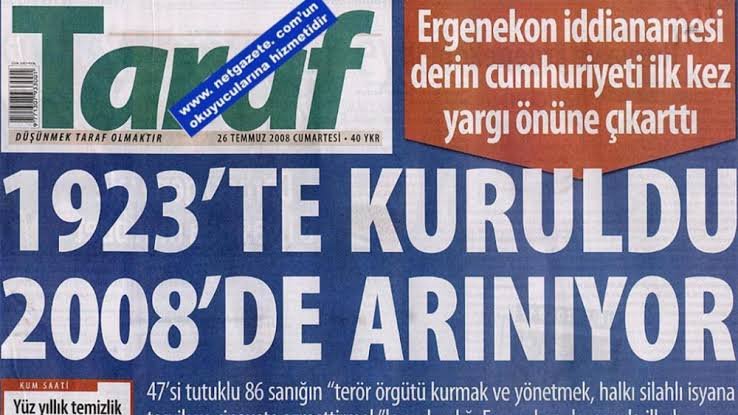 Taraf
www.netgazete.com'un
okuyucularına hizmetidir
DÜŞÜNMEK TARAF OLMAKTIR
26 TEMMUZ 2008 CUMARTESİ • 40 YKR
Ergenekon iddianamesi
derin cumhuriyeti ilk kez
yargı önüne çıkarttı
1923'TE KURULDU
2008'DE ARINIYOR
KUM SAATİ
Yüz yıllık temizlik
47'si tutuklu 86 sanığın “terör örgütü kurmak ve yönetmek, halkı silahlı isyana